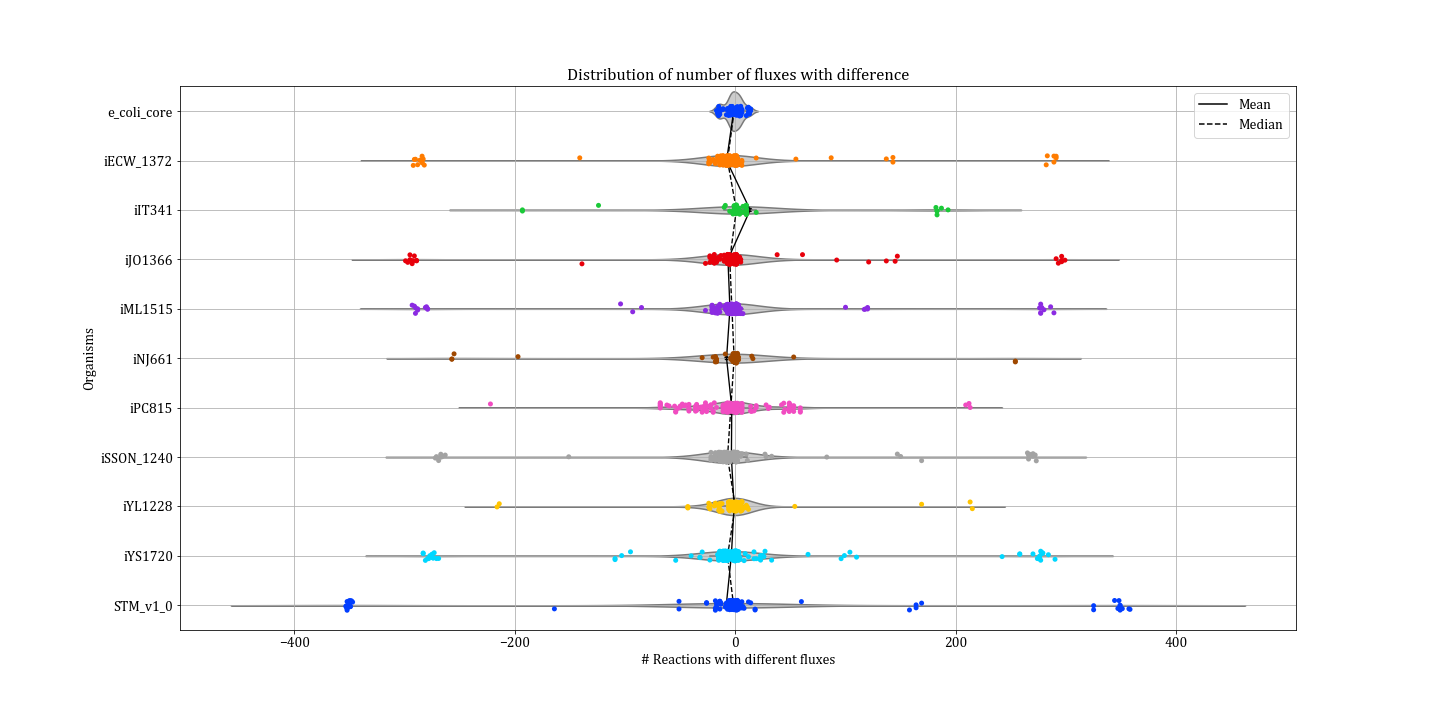 Distribution of number of fluxes with difference
Mean
Median
Organisms
e_coli_core
iECW_1372
iIT341
iJO1366
iML1515
iNJ661
iPC815
iSSON_1240
iYL1228
iYS1720
STM_v1_0
−400 −200 0 200 400
# Reactions with different fluxes